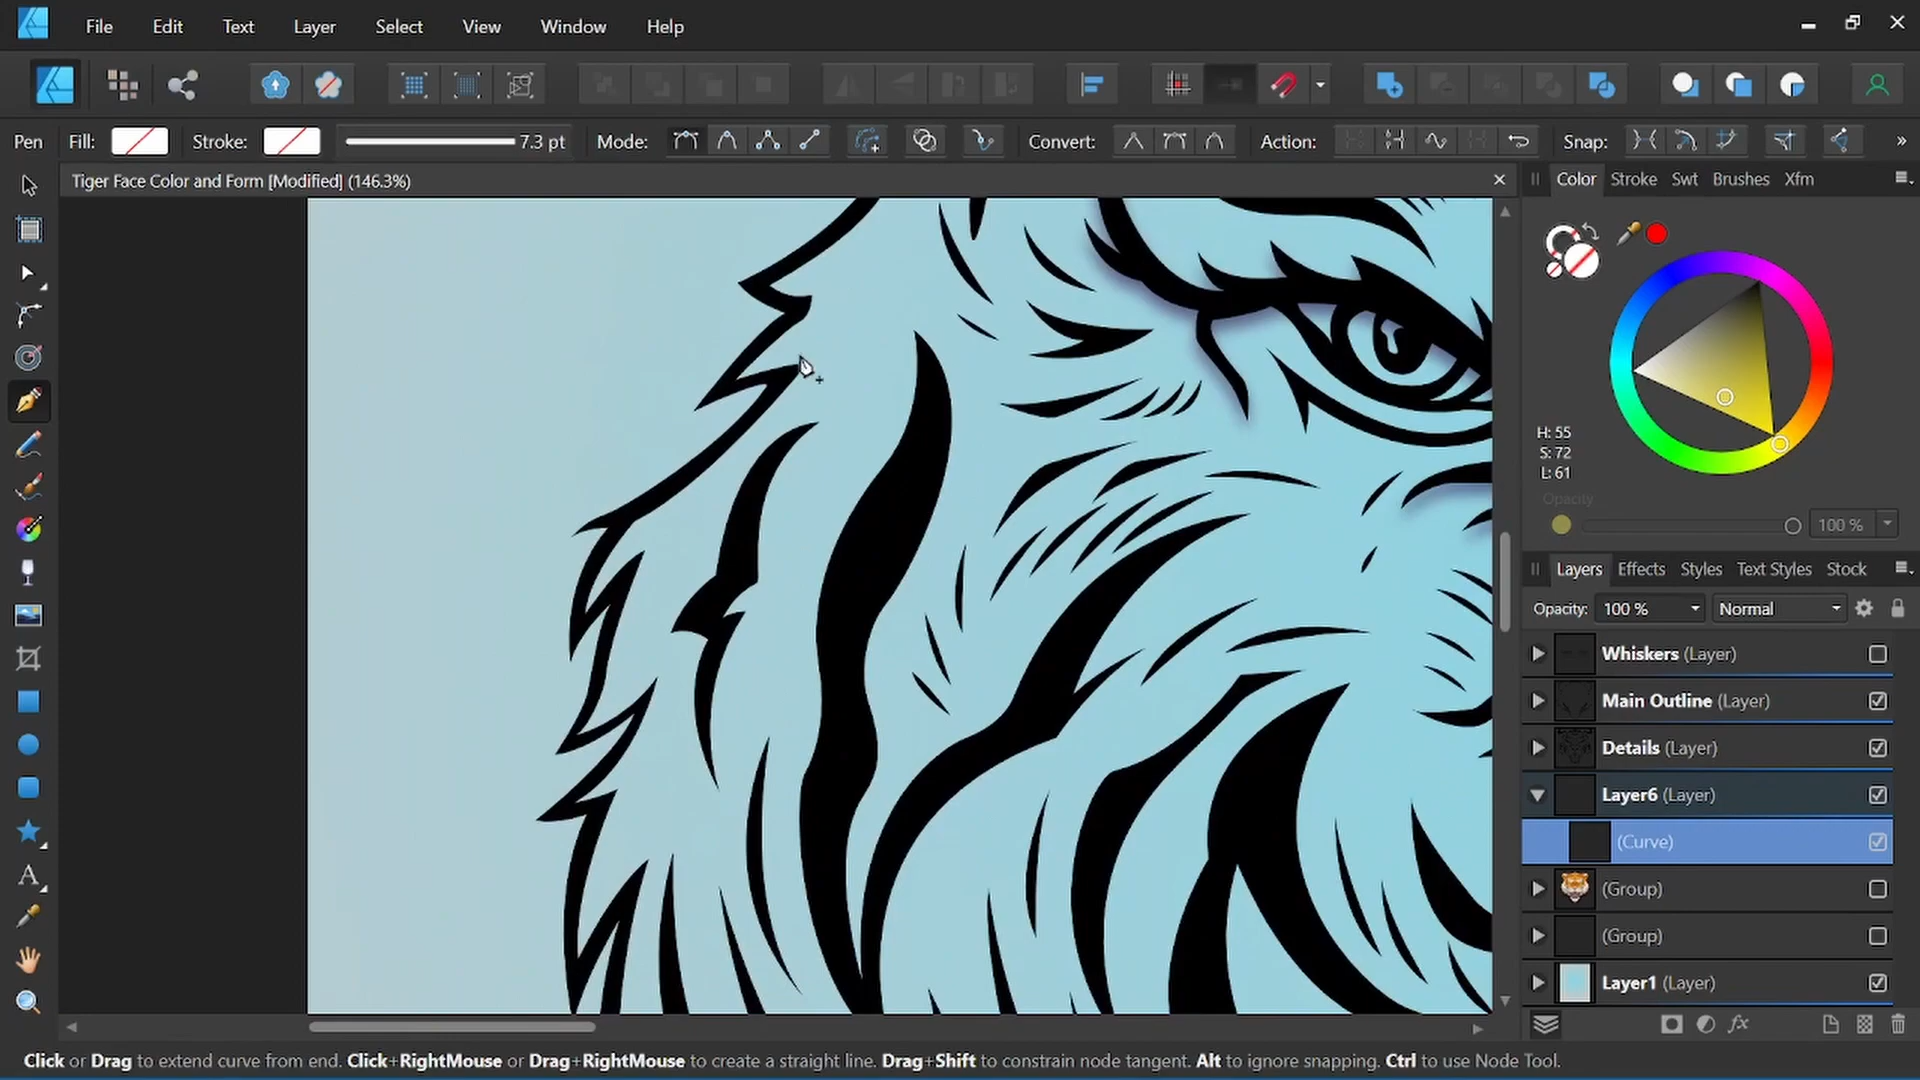 File Edit Text Layer Select View Window Help
Pen Fill: Stroke: 7.3 pt Mode: Convert: Action: Snap: »
Tiger Face Color and Form [Modified] (146.3%)
Color Stroke Swt Brushes Xfm
H: 55
S: 72
L: 61
Opacity
100 %
Layers Effects Styles Text Styles Stock
Opacity: 100 % Normal
Whiskers (Layer)
Main Outline (Layer)
Details (Layer)
Layer6 (Layer)
(Curve)
(Group)
(Group)
Layer1 (Layer)
Click or Drag to extend curve from end. Click+RightMouse or Drag+RightMouse to create a straight line. Drag+Shift to constrain node tangent. Alt to ignore snapping. Ctrl to use Node Tool.